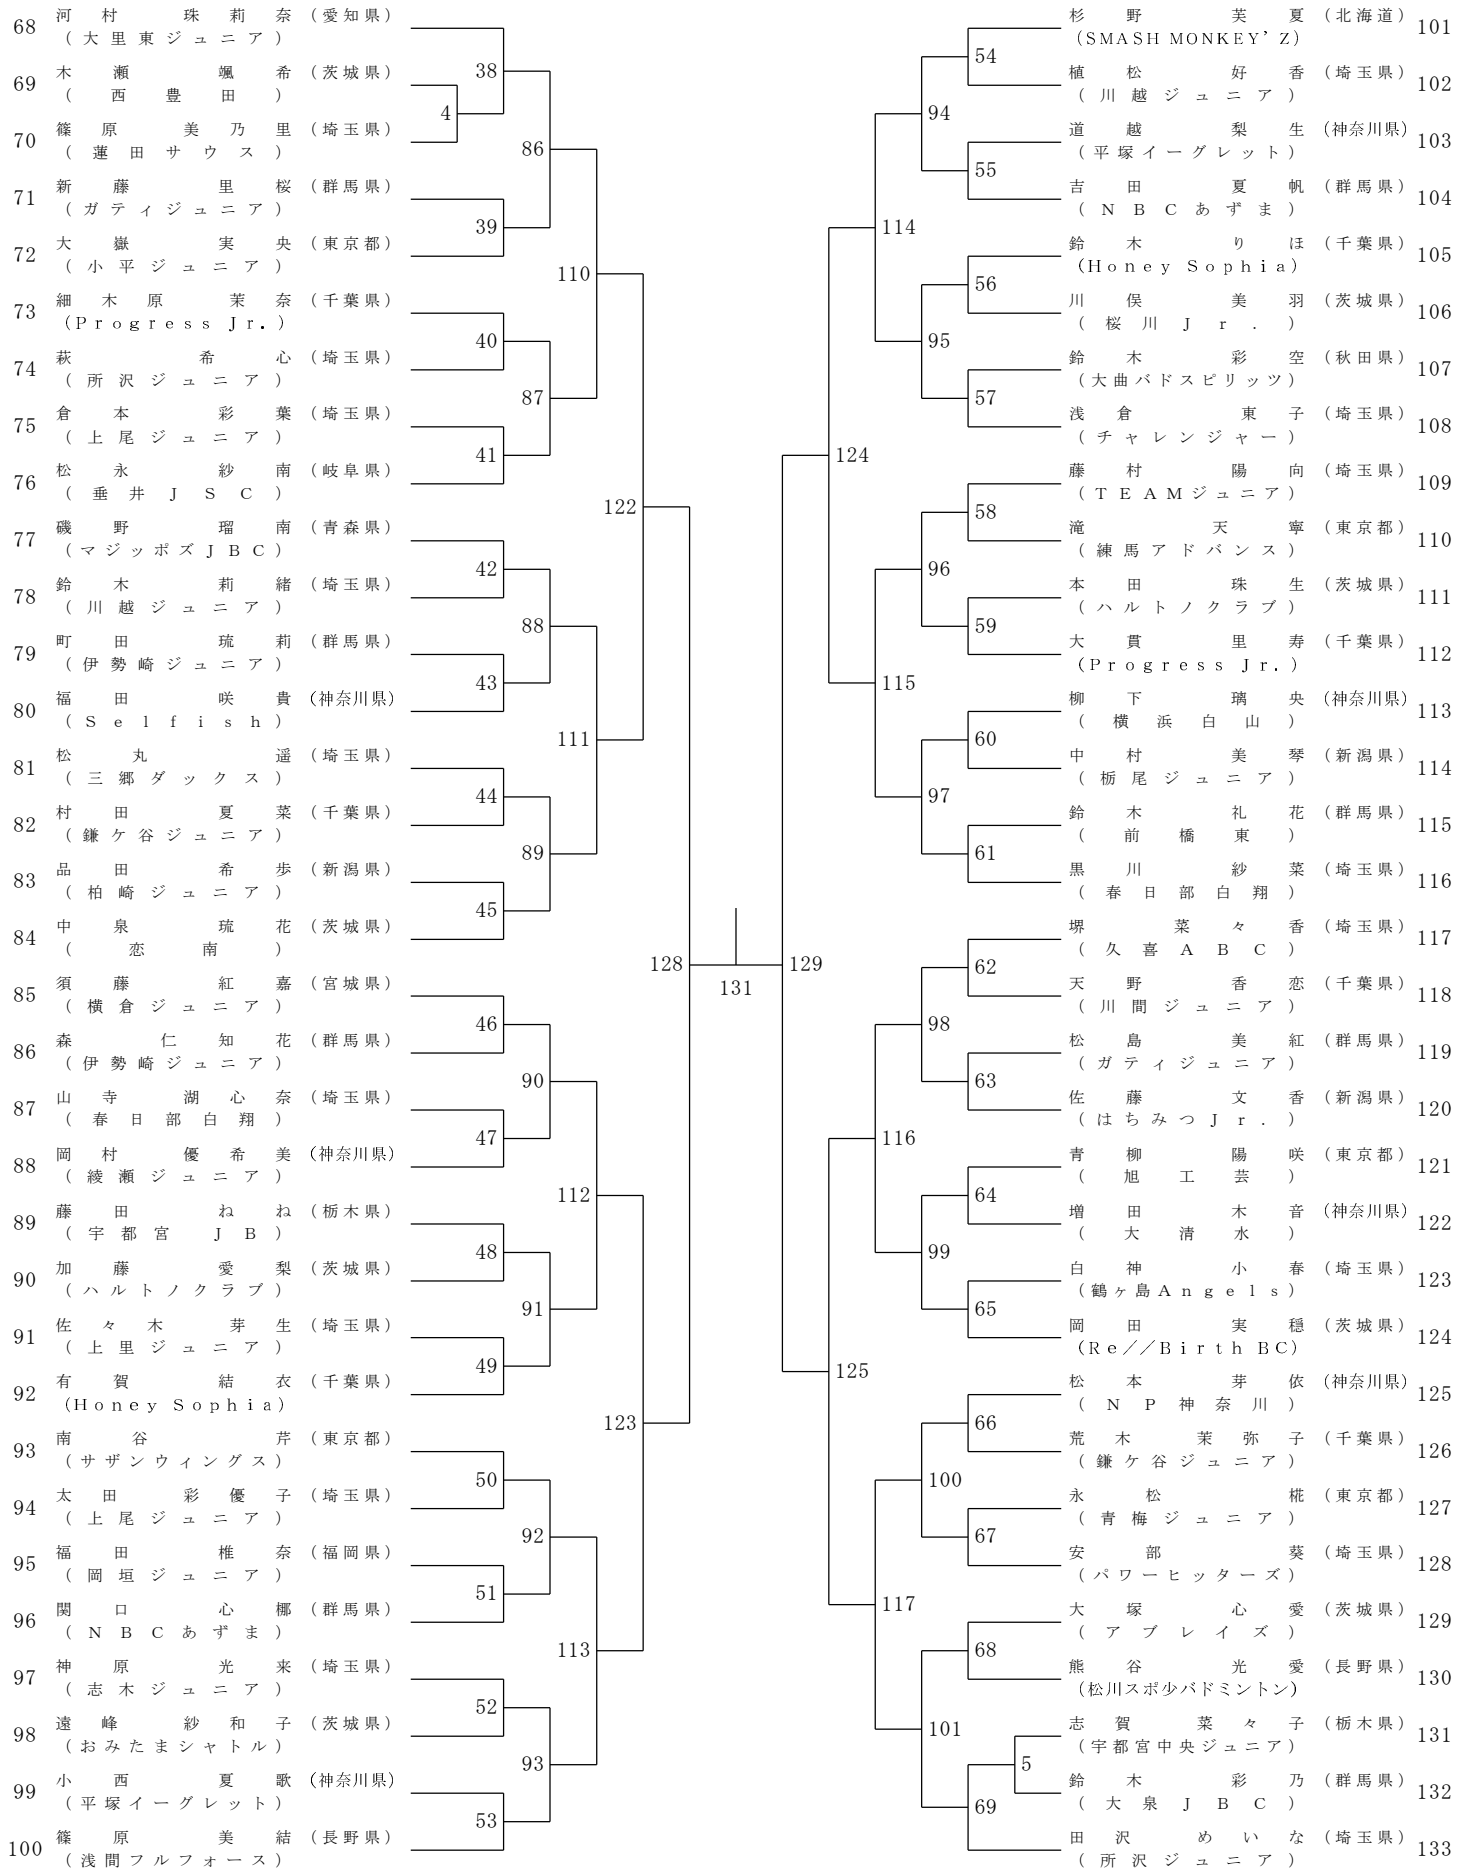 68 河村 珠莉奈 (愛知県)
(大里東ジュニア)
69 木瀬 颯希 (茨城県)
(西豊田)
70 篠原 美乃里 (埼玉県)
(蓮田サウス)
71 新藤 里桜 (群馬県)
(ガティジュニア)
72 大嶽 実央 (東京都)
(小平ジュニア)
73 細木原 茉奈 (千葉県)
(Progress Jr.)
74 萩 希心 (埼玉県)
(所沢ジュニア)
75 倉本 彩葉 (埼玉県)
(上尾ジュニア)
76 松永 紗南 (岐阜県)
(垂井JSC)
77 磯野 瑠南 (青森県)
(マジッポズJBC)
78 鈴木 莉緒 (埼玉県)
(川越ジュニア)
79 町田 琉莉 (群馬県)
(伊勢崎ジュニア)
80 福田 咲貴 (神奈川県)
(Selfish)
81 松丸 遥 (埼玉県)
(三郷ダックス)
82 村田 夏菜 (千葉県)
(鎌ケ谷ジュニア)
83 品田 希歩 (新潟県)
(柏崎ジュニア)
84 中泉 琉花 (茨城県)
(恋南)
85 須藤 紅嘉 (宮城県)
(横倉ジュニア)
86 森 仁知花 (群馬県)
(伊勢崎ジュニア)
87 山寺 湖心奈 (埼玉県)
(春日部白翔)
88 岡村 優希美 (神奈川県)
(綾瀬ジュニア)
89 藤田 ねね (栃木県)
(宇都宮 JB)
90 加藤 愛梨 (茨城県)
(ハルトノクラブ)
91 佐々木 芽生 (埼玉県)
(上里ジュニア)
92 有賀 結衣 (千葉県)
(Honey Sophia)
93 南谷 芹 (東京都)
(サザンウィングス)
94 太田 彩優子 (埼玉県)
(上尾ジュニア)
95 福田 椎奈 (福岡県)
(岡垣ジュニア)
96 関口 心梛 (群馬県)
(NBCあずま)
97 神原 光来 (埼玉県)
(志木ジュニア)
98 遠峰 紗和子 (茨城県)
(おみたまシャトル)
99 小西 夏歌 (神奈川県)
(平塚イーグレット)
100 篠原 美結 (長野県)
(浅間フルフォース)
4
38
39
40
41
42
43
44
45
46
47
48
49
50
51
52
53
86
87
88
89
90
91
92
93
110
111
112
113
122
123
128
131
129
124
125
114
115
116
117
94
95
96
97
98
99
100
101
54
55
56
57
58
59
60
61
62
63
64
65
66
67
68
69
5
杉野 芙夏 (北海道) 101
(SMASH MONKEY'Z)
植松 好香 (埼玉県) 102
(川越ジュニア)
道越 梨生 (神奈川県) 103
(平塚イーグレット)
吉田 夏帆 (群馬県) 104
(NBCあずま)
鈴木 りほ (千葉県) 105
(Honey Sophia)
川俣 美羽 (茨城県) 106
(桜川Jr.)
鈴木 彩空 (秋田県) 107
(大曲バドスピリッツ)
浅倉 東子 (埼玉県) 108
(チャレンジャー)
藤村 陽向 (埼玉県) 109
(TEAMジュニア)
滝 天寧 (東京都) 110
(練馬アドバンス)
本田 珠生 (茨城県) 111
(ハルトノクラブ)
大貫 里寿 (千葉県) 112
(Progress Jr.)
柳下 璃央 (神奈川県) 113
(横浜白山)
中村 美琴 (新潟県) 114
(栃尾ジュニア)
鈴木 礼花 (群馬県) 115
(前橋東)
黒川 紗菜 (埼玉県) 116
(春日部白翔)
堺 菜々香 (埼玉県) 117
(久喜ABC)
天野 香恋 (千葉県) 118
(川間ジュニア)
松島 美紅 (群馬県) 119
(ガティジュニア)
佐藤 文香 (新潟県) 120
(はちみつJr.)
青柳 陽咲 (東京都) 121
(旭工芸)
増田 木音 (神奈川県) 122
(大清水)
白神 小春 (埼玉県) 123
(鶴ヶ島Angels)
岡田 実穏 (茨城県) 124
(Re//Birth BC)
松本 芽依 (神奈川県) 125
(NP神奈川)
荒木 茉弥子 (千葉県) 126
(鎌ケ谷ジュニア)
永松 椛 (東京都) 127
(青梅ジュニア)
安部 葵 (埼玉県) 128
(パワーヒッターズ)
大塚 心愛 (茨城県) 129
(アブレイズ)
熊谷 光愛 (長野県) 130
(松川スポ少バドミントン)
志賀 菜々子 (栃木県) 131
(宇都宮中央ジュニア)
鈴木 彩乃 (群馬県) 132
(大泉JBC)
田沢 めいな (埼玉県) 133
(所沢ジュニア)